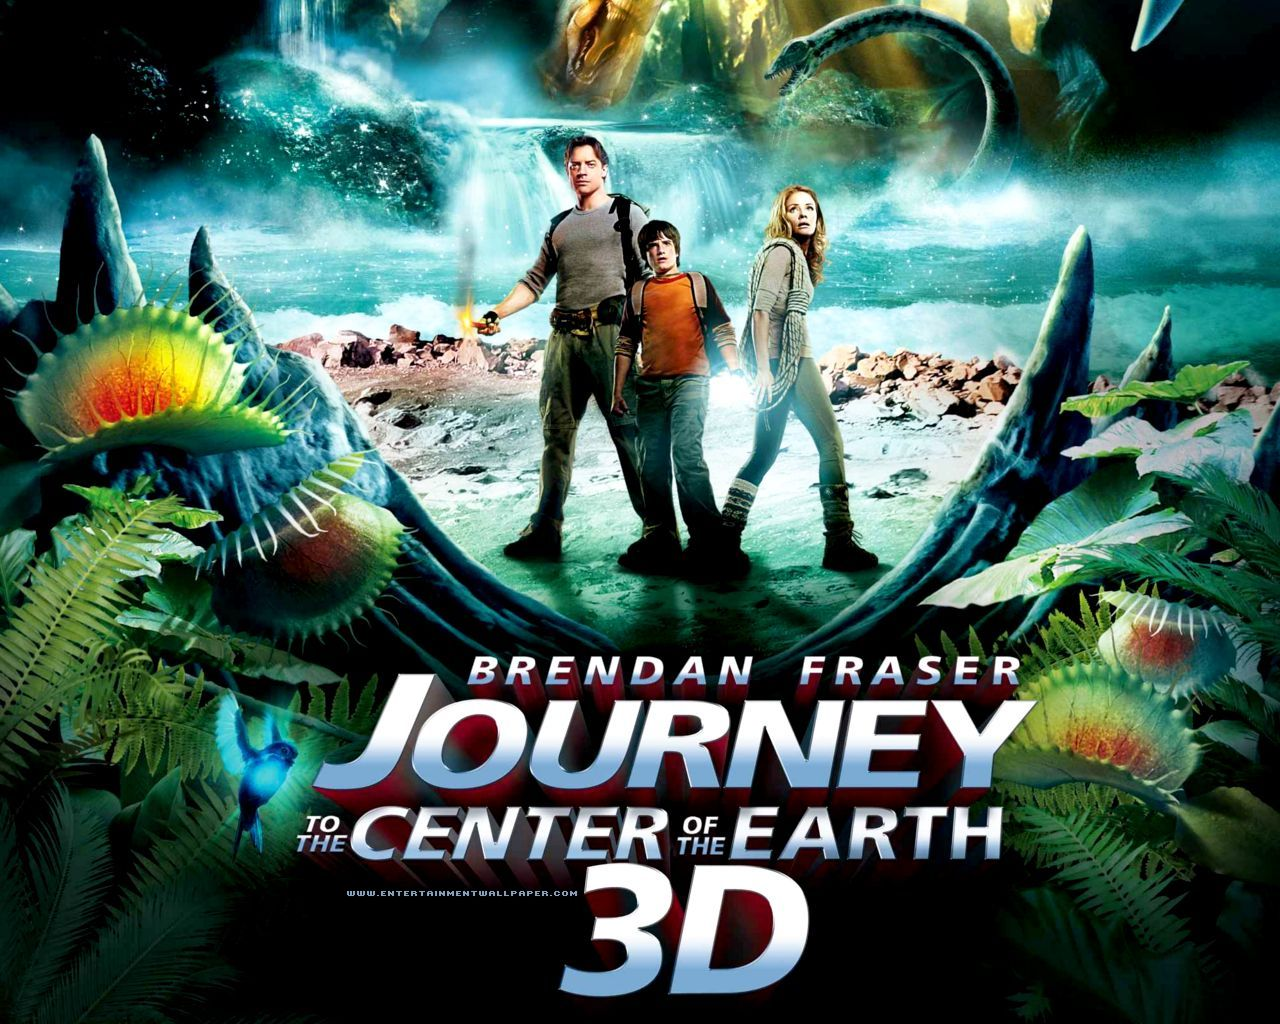 BRENDAN FRASER
JOURNEY
TO THE CENTER OF THE EARTH
3D
WWW.ENTERTAINMENTWALLPAPER.COM